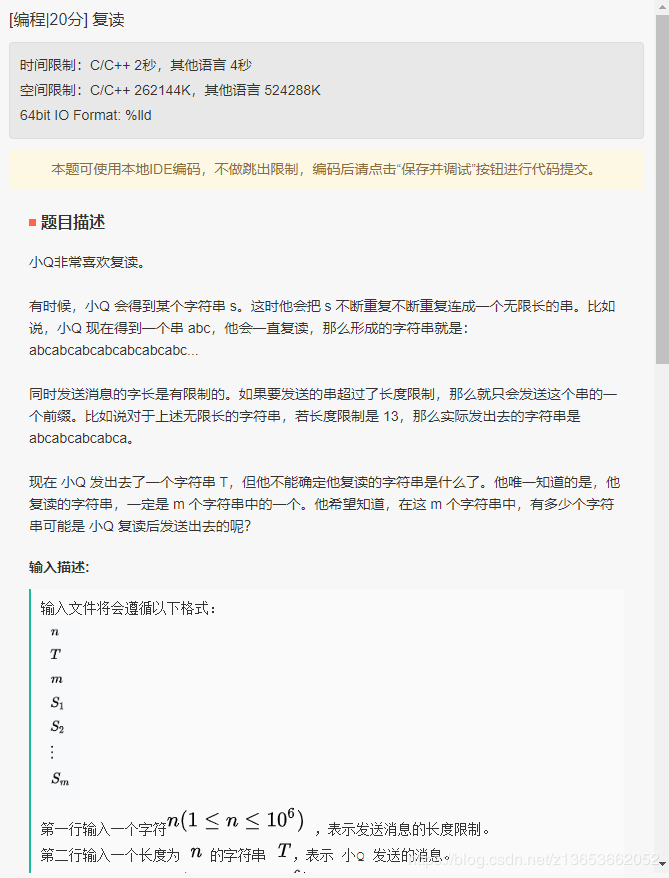 [编程|20分] 复读
时间限制：C/C++ 2秒，其他语言 4秒
空间限制：C/C++ 262144K，其他语言 524288K
64bit IO Format: %lld
本题可使用本地IDE编码，不做跳出限制，编码后请点击“保存并调试”按钮进行代码提交。
题目描述
小Q非常喜欢复读。
有时候，小Q 会得到某个字符串 s。这时他会把 s 不断重复不断重复连成一个无限长的串。比如
说，小Q 现在得到一个串 abc，他会一直复读，那么形成的字符串就是：
abcabcabcabcabcabcabc...
同时发送消息的字长是有限制的。如果要发送的串超过了长度限制，那么就只会发送这个串的一
个前缀。比如说对于上述无限长的字符串，若长度限制是 13，那么实际发出去的字符串是
abcabcabcabca。
现在 小Q 发出去了一个字符串 T，但他不能确定他复读的字符串是什么了。他唯一知道的是，他
复读的字符串，一定是 m 个字符串中的一个。他希望知道，在这 m 个字符串中，有多少个字符
串可能是 小Q 复读后发送出去的呢？
输入描述:
输入文件将会遵循以下格式：
n
T
m
S₁
S₂
⋮
Sₘ
第一行输入一个字符n(1 ≤ n ≤ 10⁶) ，表示发送消息的长度限制。
第二行输入一个长度为 n 的字符串 T，表示 小Q 发送的消息。
https://blog.csdn.net/z13653662052